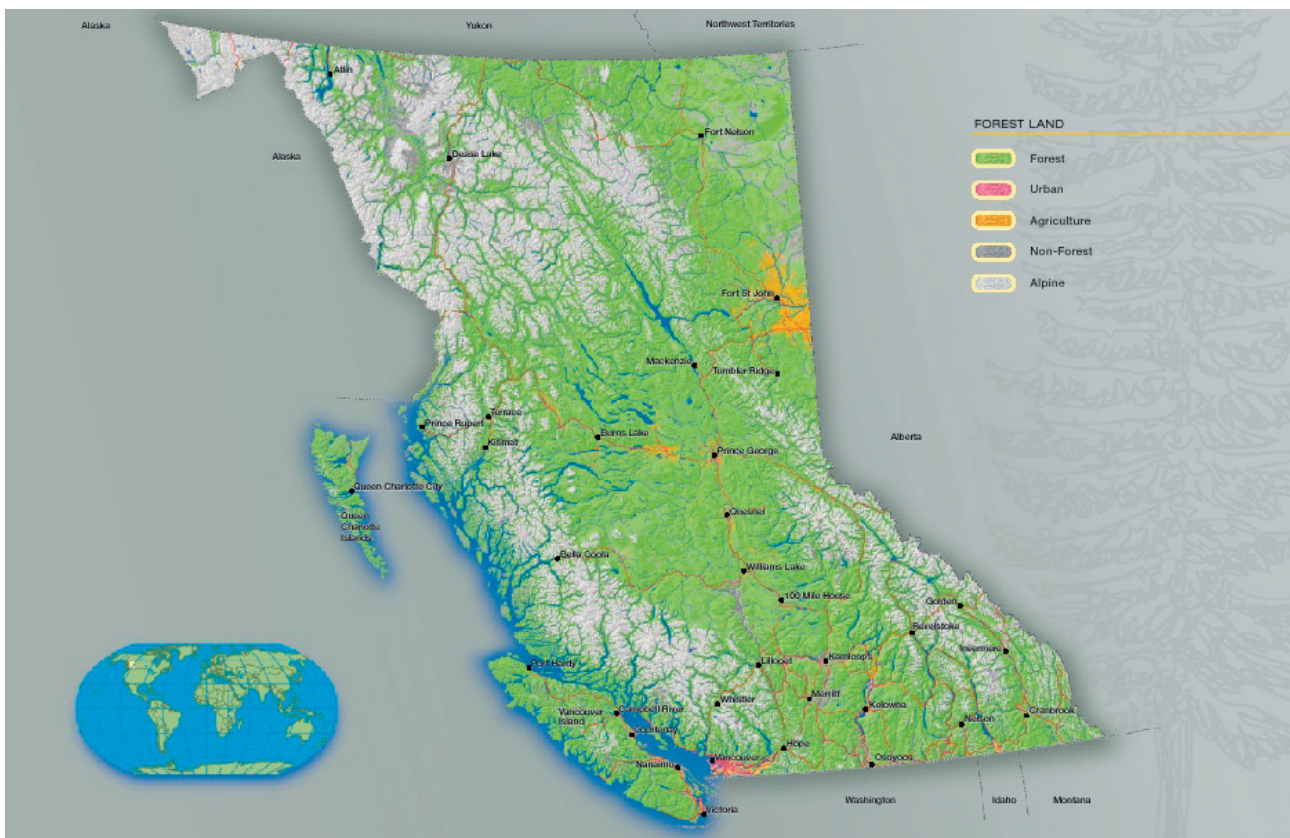 Alaska
Yukon
Northwest Territories
Atlin
Fort Nelson
FOREST LAND
Alaska
Dease Lake
Forest
Urban
Agriculture
Non-Forest
Alpine
Fort St John
Mackenzie
Tumbler Ridge
Terrace
Prince Rupert
Burns Lake
Alberta
Kitimat
Prince George
Queen Charlotte City
Queen
Charlotte
Islands
Quesnel
Bella Coola
Williams Lake
100 Mile House
Golden
Revelstoke
Invermere
Port Hardy
Lillooet
Kamloops
Merritt
Whistler
Kelowna
Vancouver
Island
Campbell River
Cranbrook
Nelson
Courtenay
Hope
Vancouver
Nanaimo
Osoyoos
Washington
Idaho
Montana
Victoria